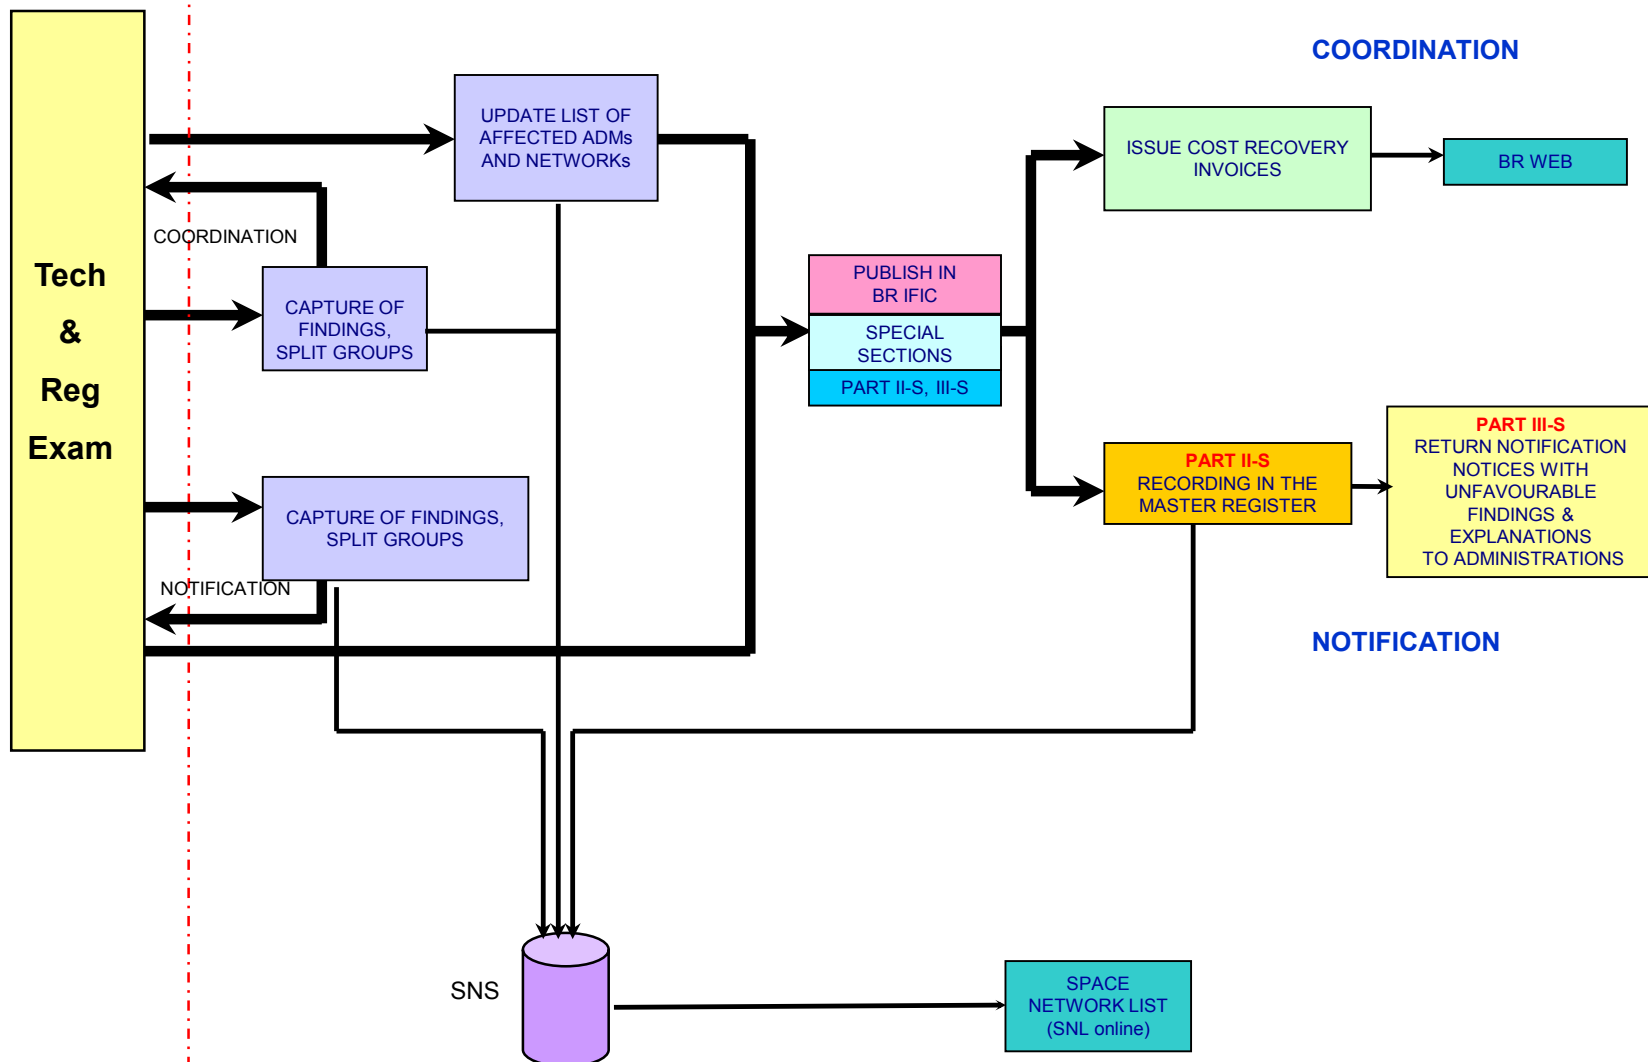 COORDINATION
UPDATE LIST OF
AFFECTED ADMs
AND NETWORKs
ISSUE COST RECOVERY
INVOICES
BR WEB
COORDINATION
Tech
&
Reg
Exam
CAPTURE OF
FINDINGS,
SPLIT GROUPS
PUBLISH IN
BR IFIC
SPECIAL
SECTIONS
PART II-S, III-S
CAPTURE OF FINDINGS,
SPLIT GROUPS
PART II-S
RECORDING IN THE
MASTER REGISTER
PART III-S
RETURN NOTIFICATION
NOTICES WITH
UNFAVOURABLE
FINDINGS &
EXPLANATIONS
TO ADMINISTRATIONS
NOTIFICATION
NOTIFICATION
SNS
SPACE
NETWORK LIST
(SNL online)